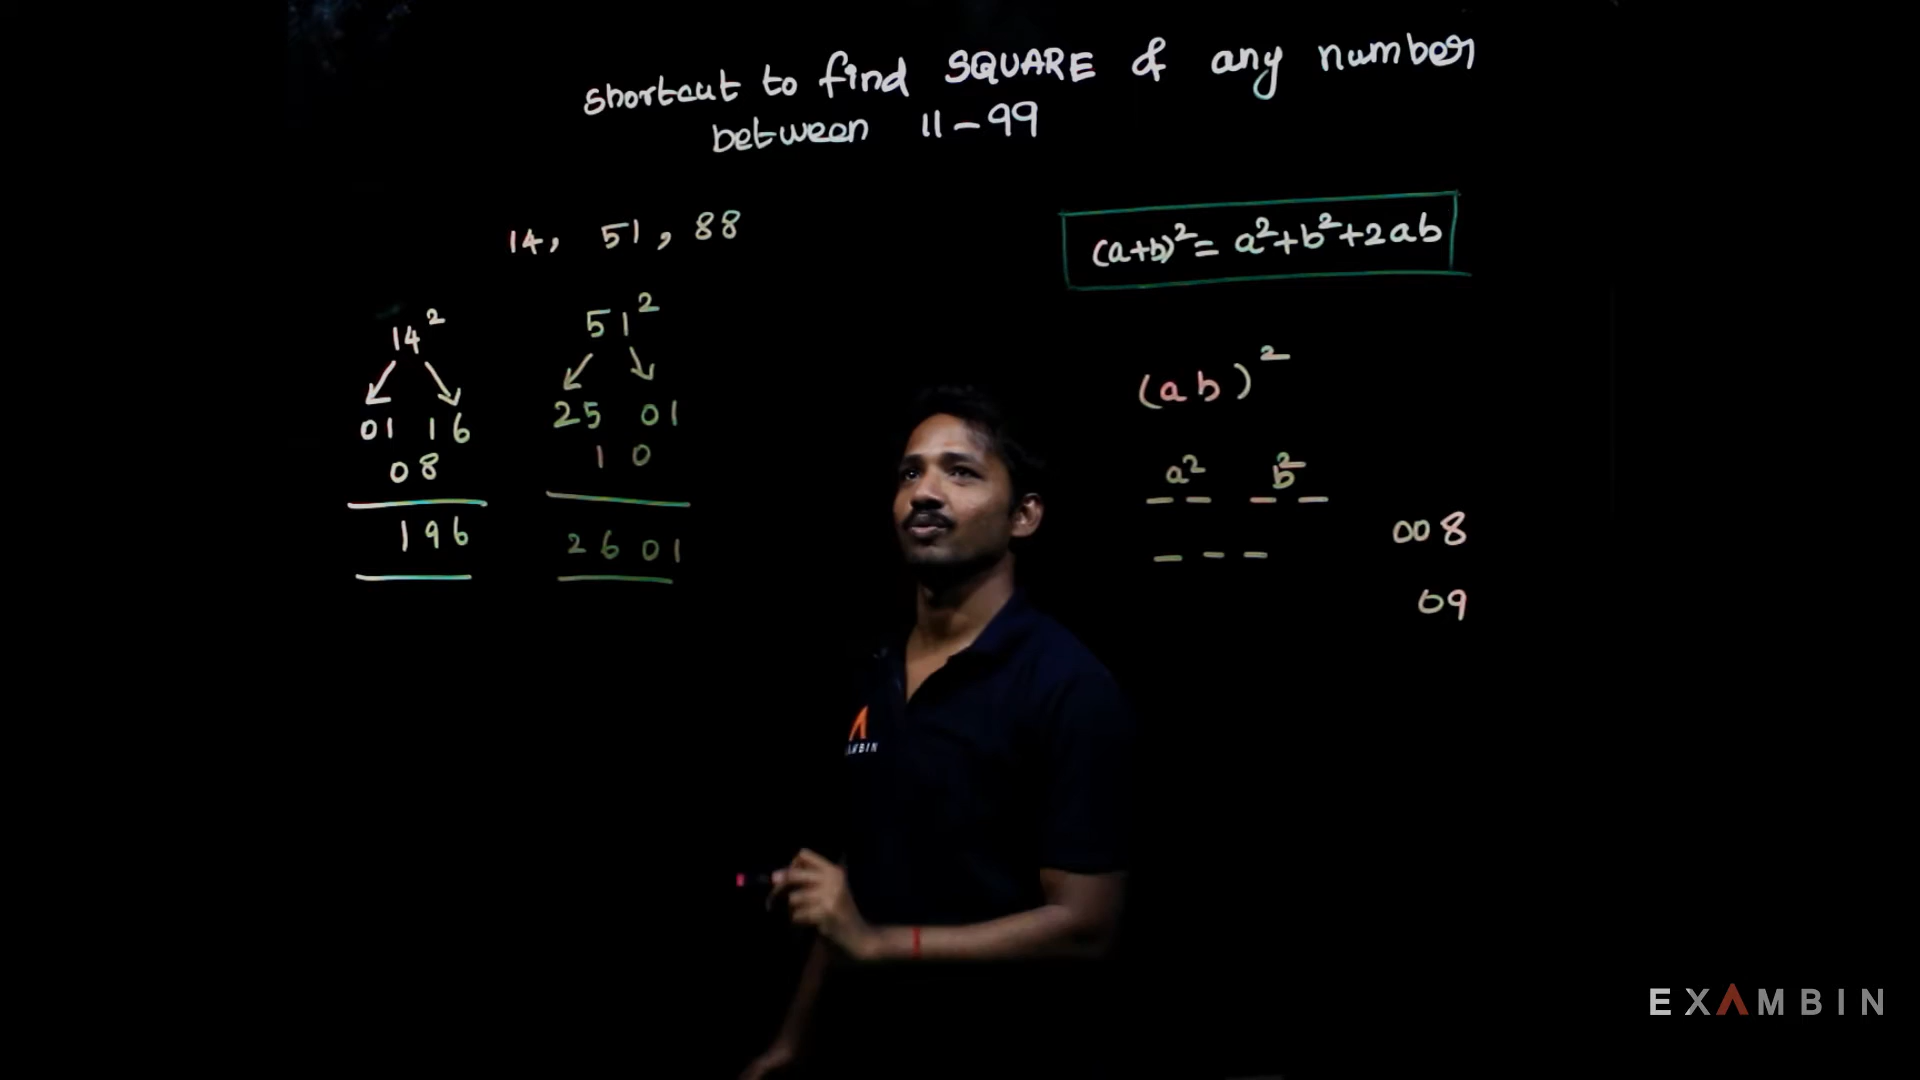 shortcut to find SQUARE of any number
between 11-99
14, 51, 88
(a+b)²= a²+b²+2ab
14²
01 16
08
196
51²
25 01
10
2601
(ab)²
a² b²
_ _ _ _
_ _ _
008
09
EXAMBIN